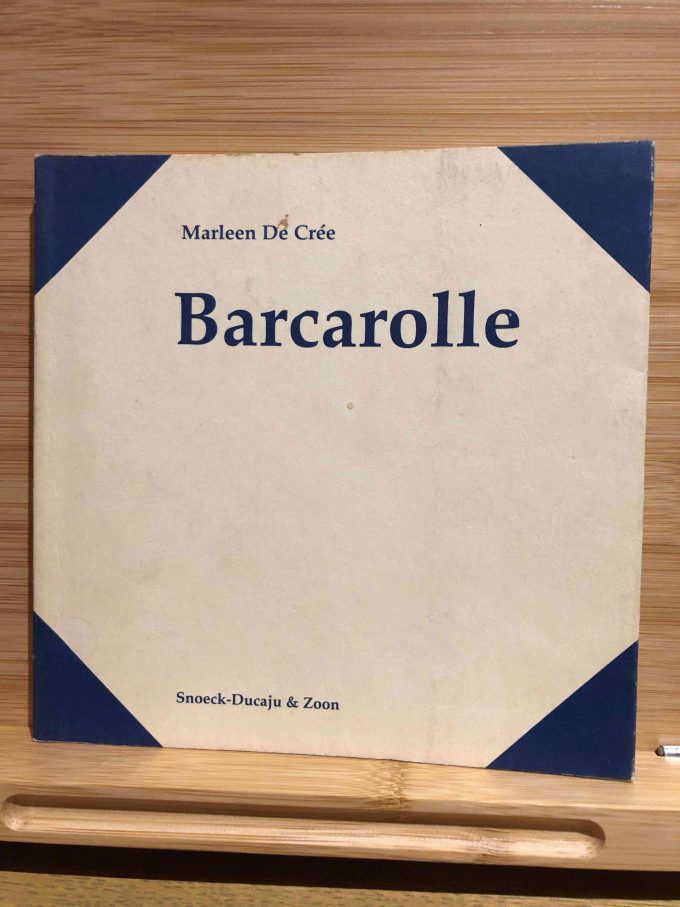 Marleen De Crée
Barcarolle
Snoeck-Ducaju & Zoon